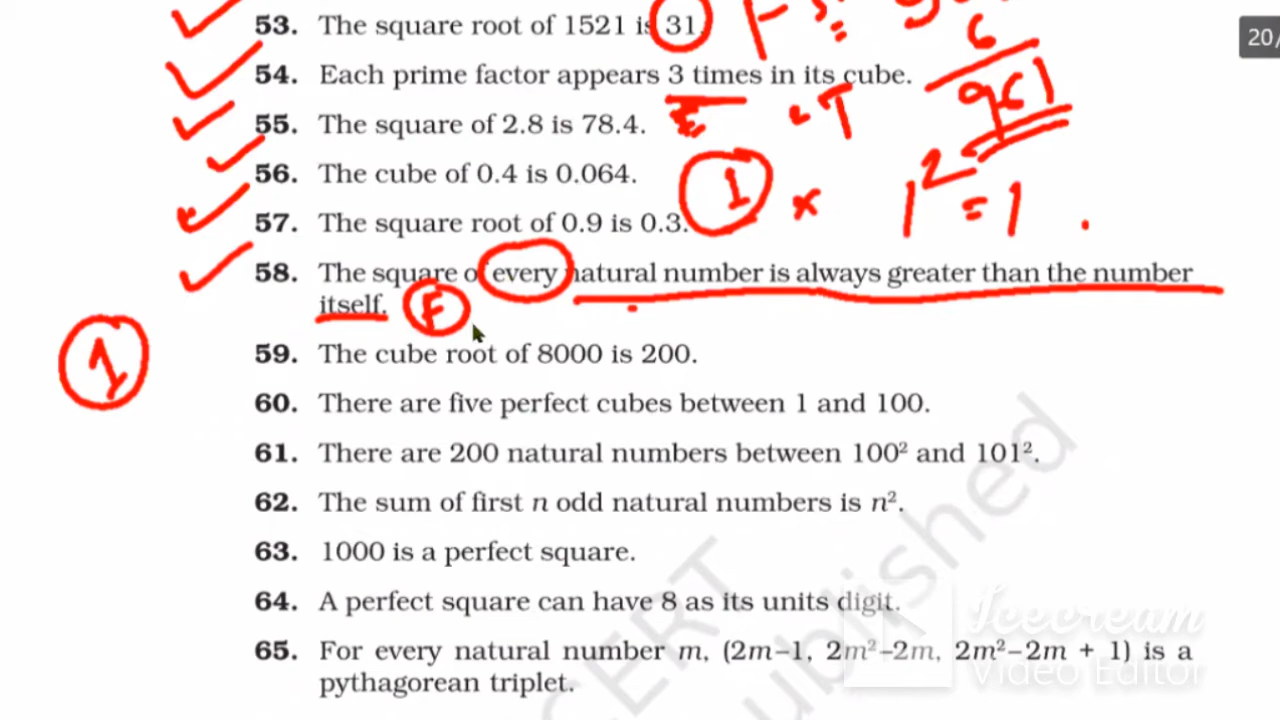 53. The square root of 1521 is 31.
6
20/
54. Each prime factor appears 3 times in its cube.
961
55. The square of 2.8 is 78.4.
T
56. The cube of 0.4 is 0.064.
1 × 1² = 1
57. The square root of 0.9 is 0.3.
58. The square of every natural number is always greater than the number
itself. F
1
59. The cube root of 8000 is 200.
60. There are five perfect cubes between 1 and 100.
61. There are 200 natural numbers between 100² and 101².
62. The sum of first n odd natural numbers is n².
63. 1000 is a perfect square.
64. A perfect square can have 8 as its units digit.
65. For every natural number m, (2m–1, 2m²–2m, 2m²–2m + 1) is a
pythagorean triplet.
Icecream
Video Editor